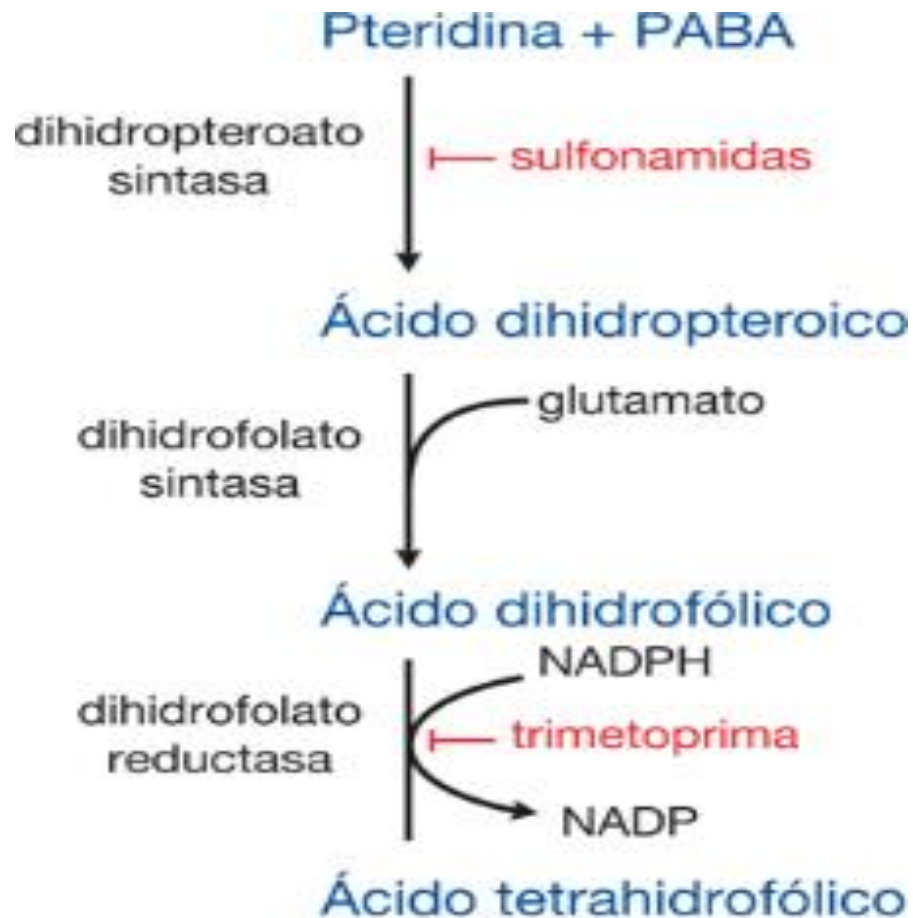 Pteridina + PABA
dihidropteroato
sintasa
sulfonamidas
Ácido dihidropteroico
glutamato
dihidrofolato
sintasa
Ácido dihidrofólico
NADPH
dihidrofolato
reductasa
trimetoprima
NADP
Ácido tetrahidrofólico